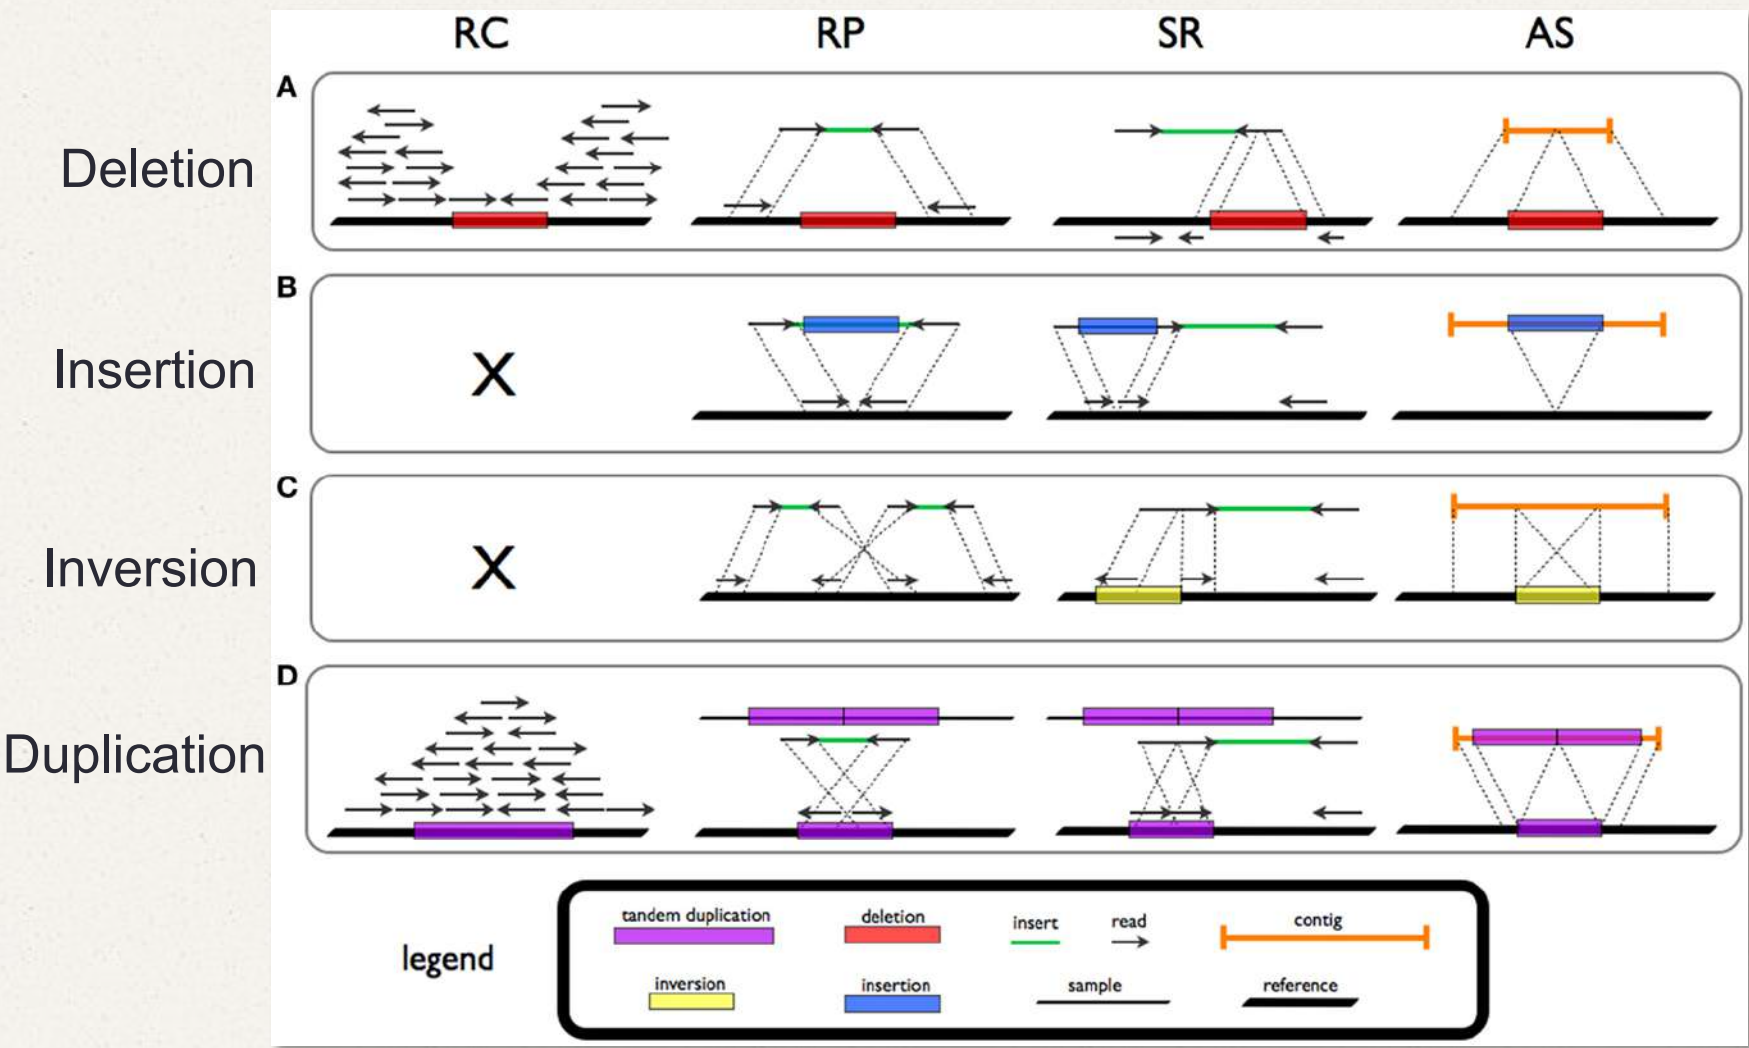 RC RP SR AS
A
Deletion
B
Insertion
X
C
Inversion
X
D
Duplication
legend
tandem duplication deletion insert read contig
inversion insertion sample reference